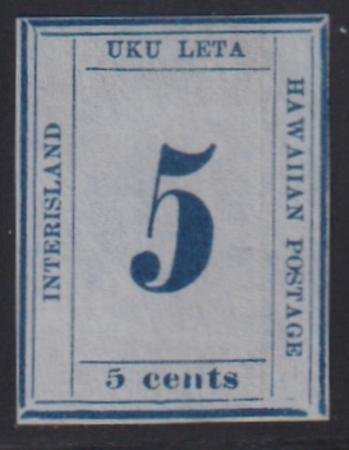 UKU LETA
INTERISLAND
5
HAWAIIAN POSTAGE
5 cents